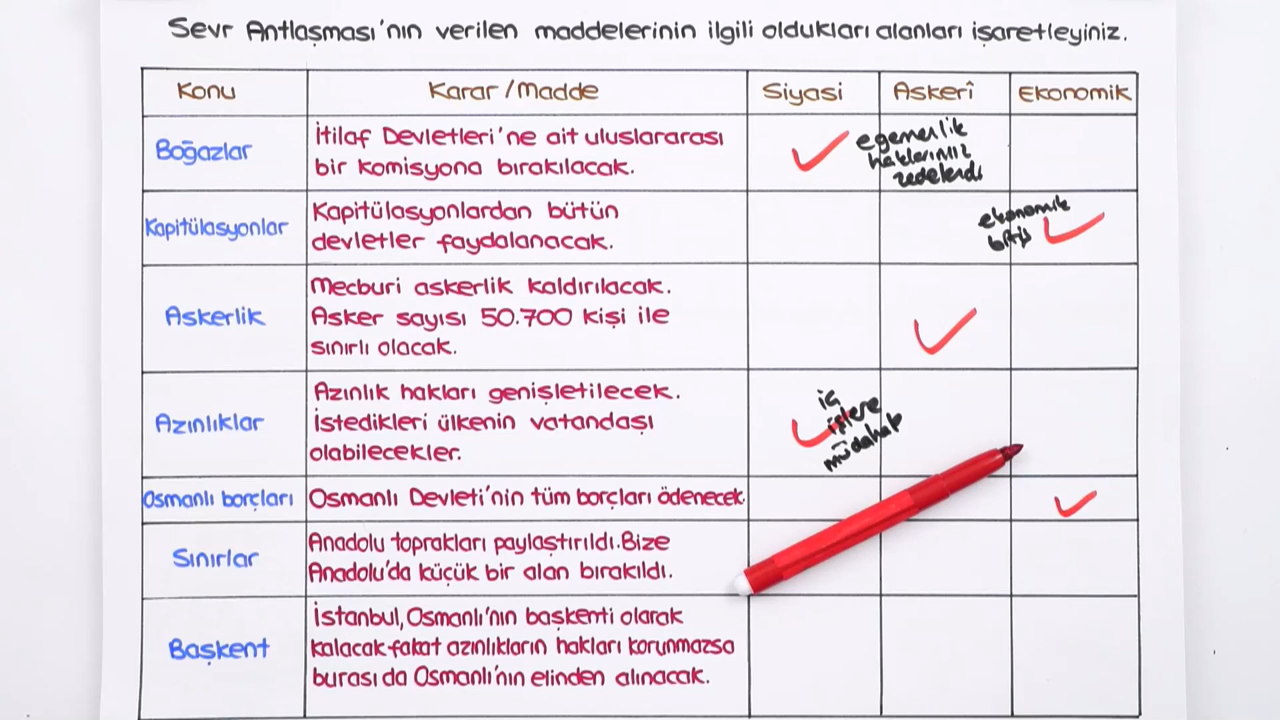 Sevr Antlaşması'nın verilen maddelerinin ilgili oldukları alanları işaretleyiniz.
Konu
Karar/Madde
Siyasi
Askerî
Ekonomik
Boğazlar
İtilaf Devletleri'ne ait uluslararası
bir komisyona bırakılacak.
egemenlik
haklarımız
zedelendi
Kapitülasyonlar
Kapitülasyonlardan bütün
devletler faydalanacak.
ekonomik
Askerlik
Mecburi askerlik kaldırılacak.
Asker sayısı 50.700 kişi ile
sınırlı olacak.
Azınlıklar
Azınlık hakları genişletilecek.
İstedikleri ülkenin vatandaşı
olabilecekler.
iç
işlere
Osmanlı borçları
Osmanlı Devleti'nin tüm borçları ödenecek.
Sınırlar
Anadolu toprakları paylaştırıldı.Bize
Anadolu'da küçük bir alan bırakıldı.
Başkent
İstanbul,Osmanlı'nın başkenti olarak
kalacak fakat azınlıkların hakları korunmazsa
burası da Osmanlı'nın elinden alınacak.